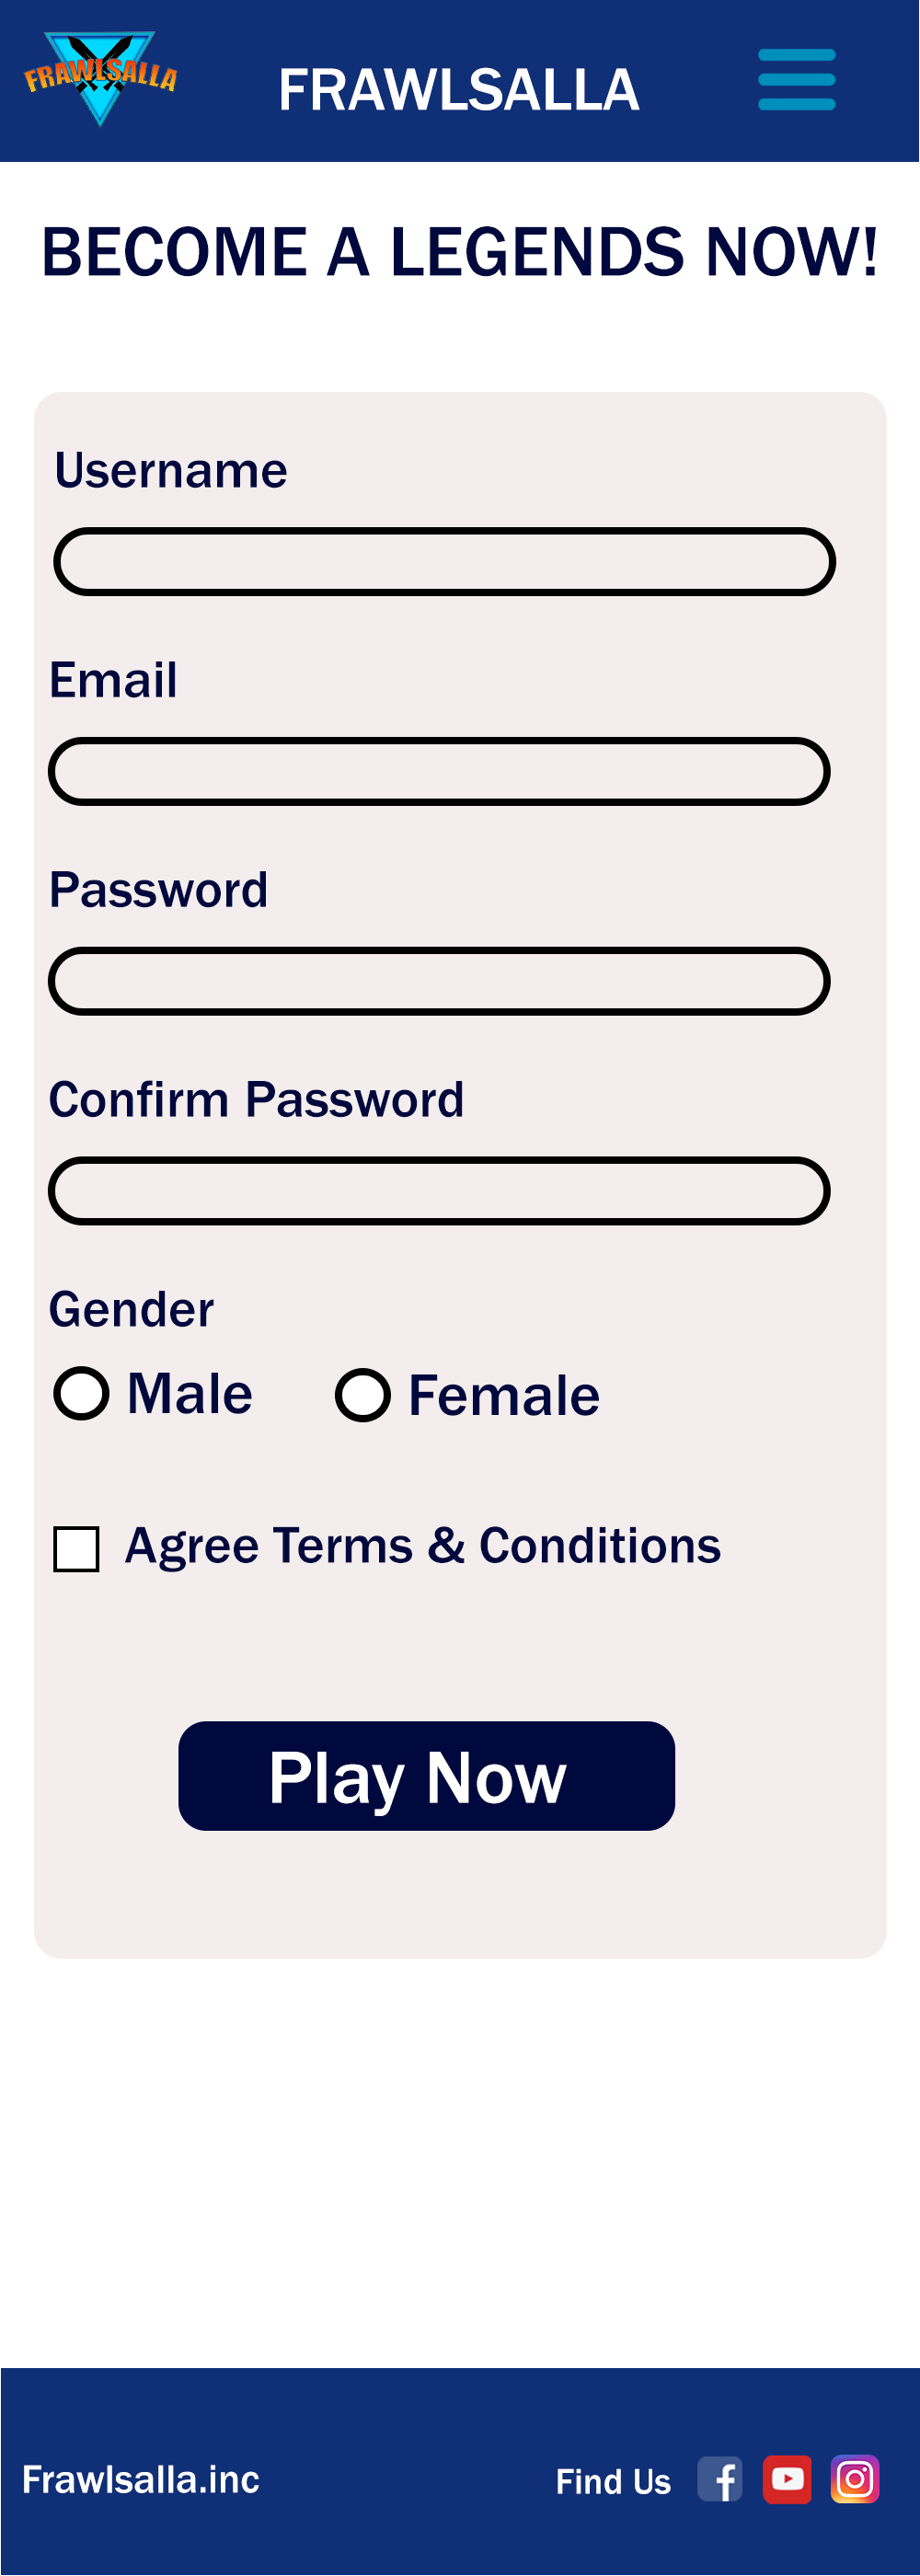 FRAWLSALLA
FRAWLSALLA
BECOME A LEGENDS NOW!
Username
Email
Password
Confirm Password
Gender
Male Female
Agree Terms & Conditions
Play Now
Frawlsalla.inc
Find Us